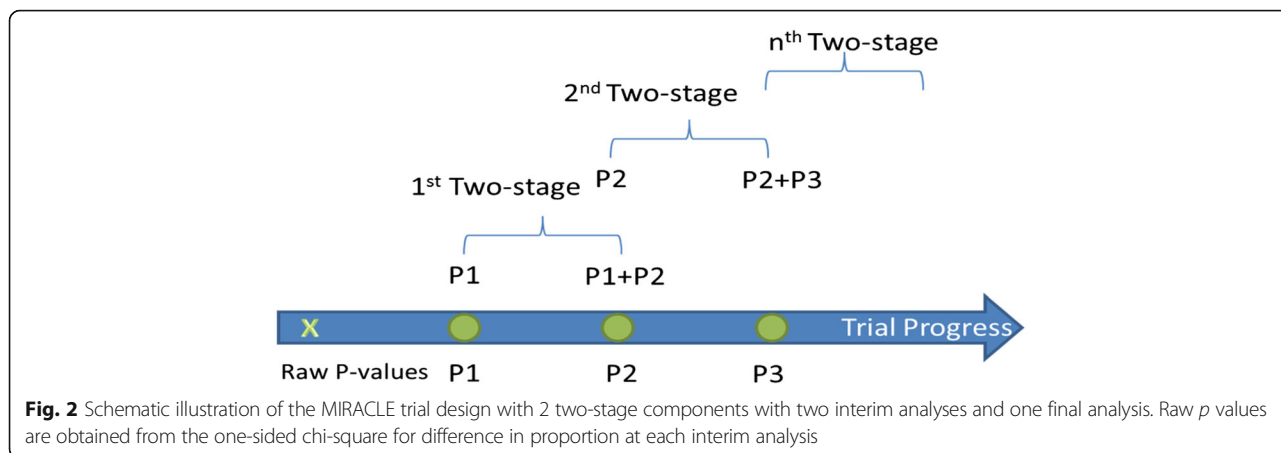 nth Two-stage
2nd Two-stage
P2 P2+P3
1st Two-stage
P1 P1+P2
X Trial Progress
Raw P-values P1 P2 P3
Fig. 2 Schematic illustration of the MIRACLE trial design with 2 two-stage components with two interim analyses and one final analysis. Raw p values
are obtained from the one-sided chi-square for difference in proportion at each interim analysis